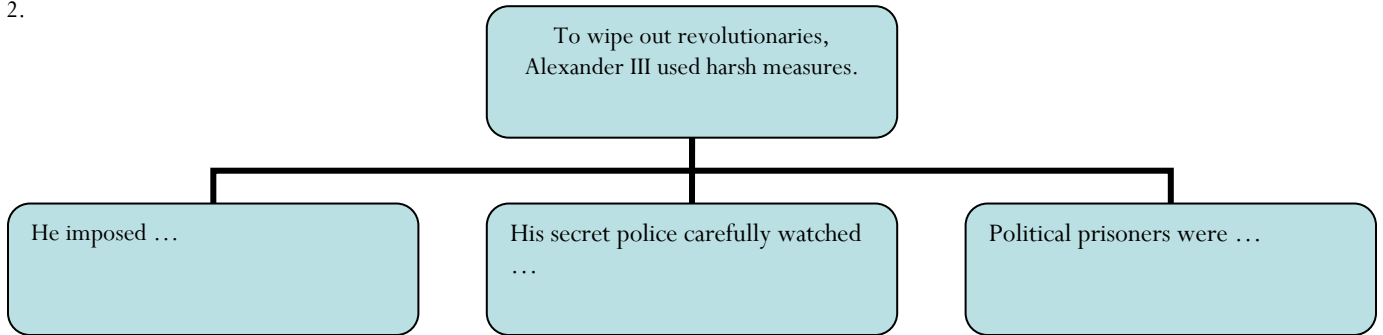 2.
To wipe out revolutionaries,
Alexander III used harsh measures.
He imposed …
His secret police carefully watched
…
Political prisoners were …